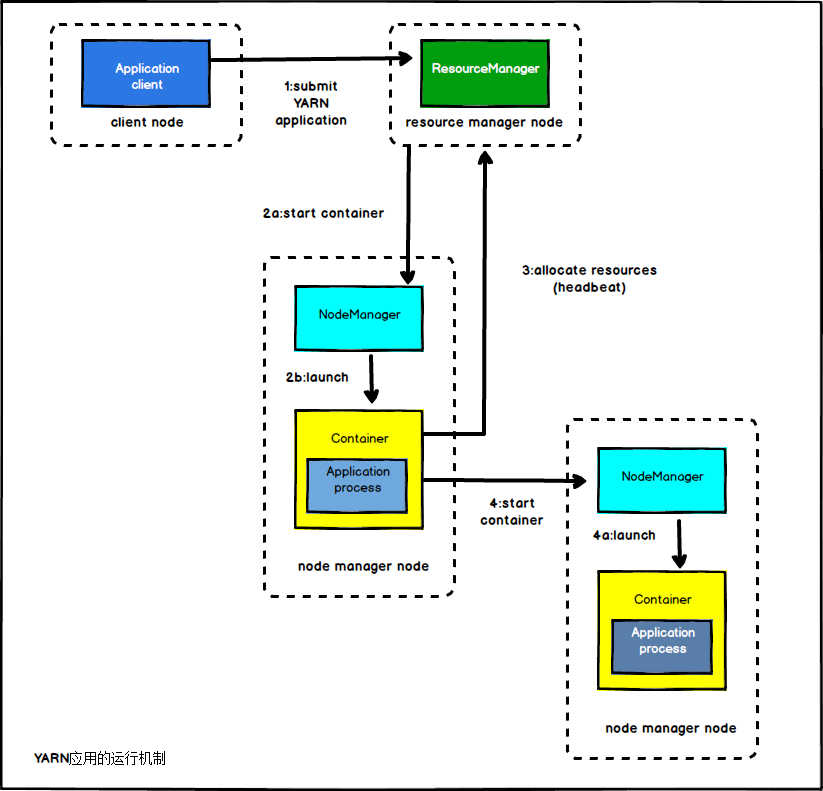 Application
client
client node
1:submit
YARN
application
ResourceManager
resource manager node
2a:start container
3:allocate resources
(headbeat)
NodeManager
2b:launch
Container
Application
process
node manager node
4:start
container
NodeManager
4a:launch
Container
Application
process
node manager node
YARN应用的运行机制